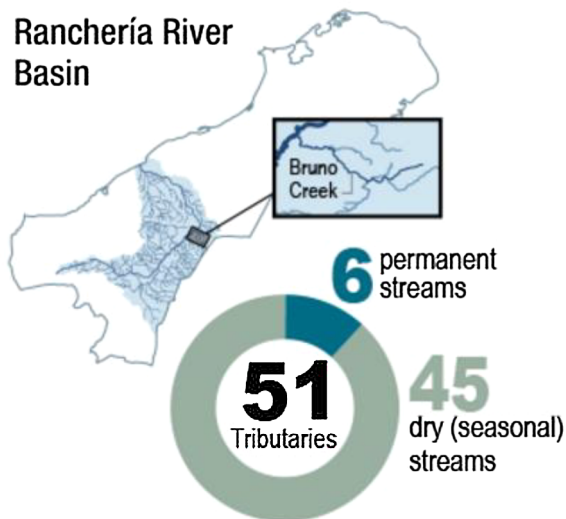 Ranchería River
Basin
Bruno
Creek
6 permanent
streams
51
Tributaries
45
dry (seasonal)
streams